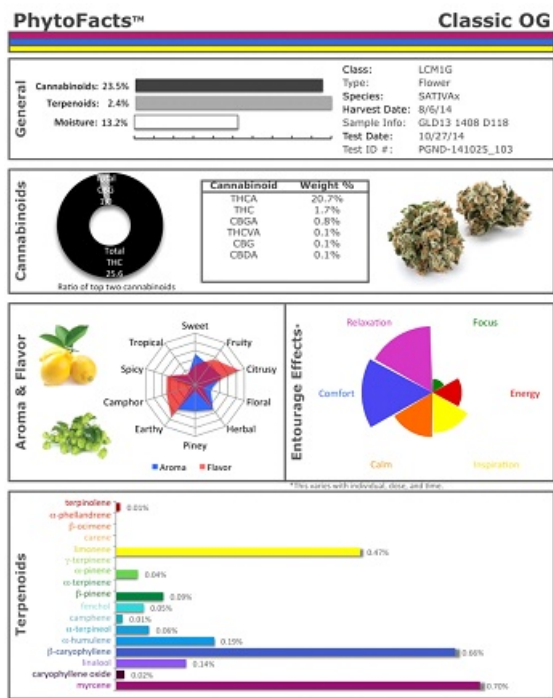 PhytoFacts™ Classic OG
General
Cannabinoids: 23.5%
Terpenoids: 2.4%
Moisture: 13.2%
Class: LCM1G
Type: Flower
Species: SATIVAx
Harvest Date: 8/6/14
Sample Info: GLD13 1408 D118
Test Date: 10/27/14
Test ID #: PGND-141025_103
Cannabinoids
Total
CBG
Total
THC
25.6
Ratio of top two cannabinoids
Cannabinoid Weight %
THCA 20.7%
THC 1.7%
CBGA 0.8%
THCVA 0.1%
CBG 0.1%
CBDA 0.1%
Aroma & Flavor
Sweet
Fruity
Citrusy
Floral
Herbal
Piney
Earthy
Camphor
Spicy
Tropical
Aroma Flavor
Entourage Effects*
Relaxation
Focus
Comfort
Energy
Calm
Inspiration
*This varies with individual, dose, and time.
Terpenoids
terpinolene 0.01%
α-phellandrene
β-ocimene
carene
limonene 0.47%
γ-terpinene
α-pinene 0.04%
α-terpinene
β-pinene 0.09%
fenchol 0.05%
camphene 0.01%
α-terpineol 0.06%
α-humulene 0.19%
β-caryophyllene 0.66%
linalool 0.14%
caryophyllene oxide 0.02%
myrcene 0.70%